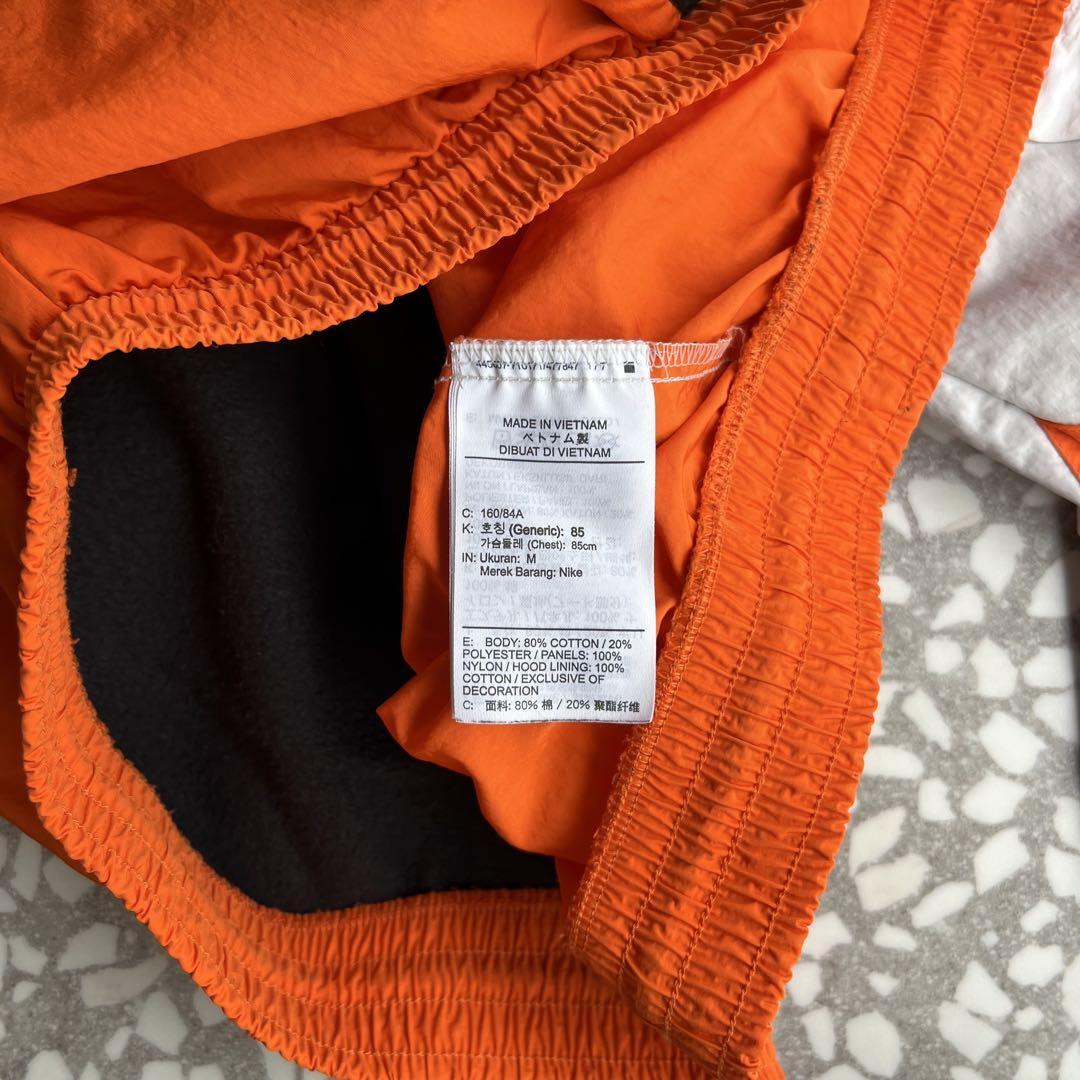 MADE IN VIETNAM
ベトナム製
DIBUAT DI VIETNAM
C: 160/84A
K: 호칭 (Generic): 85
가슴둘레 (Chest): 85cm
IN: Ukuran: M
Merek Barang: Nike
E: BODY: 80% COTTON / 20%
POLYESTER / PANELS: 100%
NYLON / HOOD LINING: 100%
COTTON / EXCLUSIVE OF
DECORATION
C: 面料: 80% 棉 / 20% 聚酯纤维